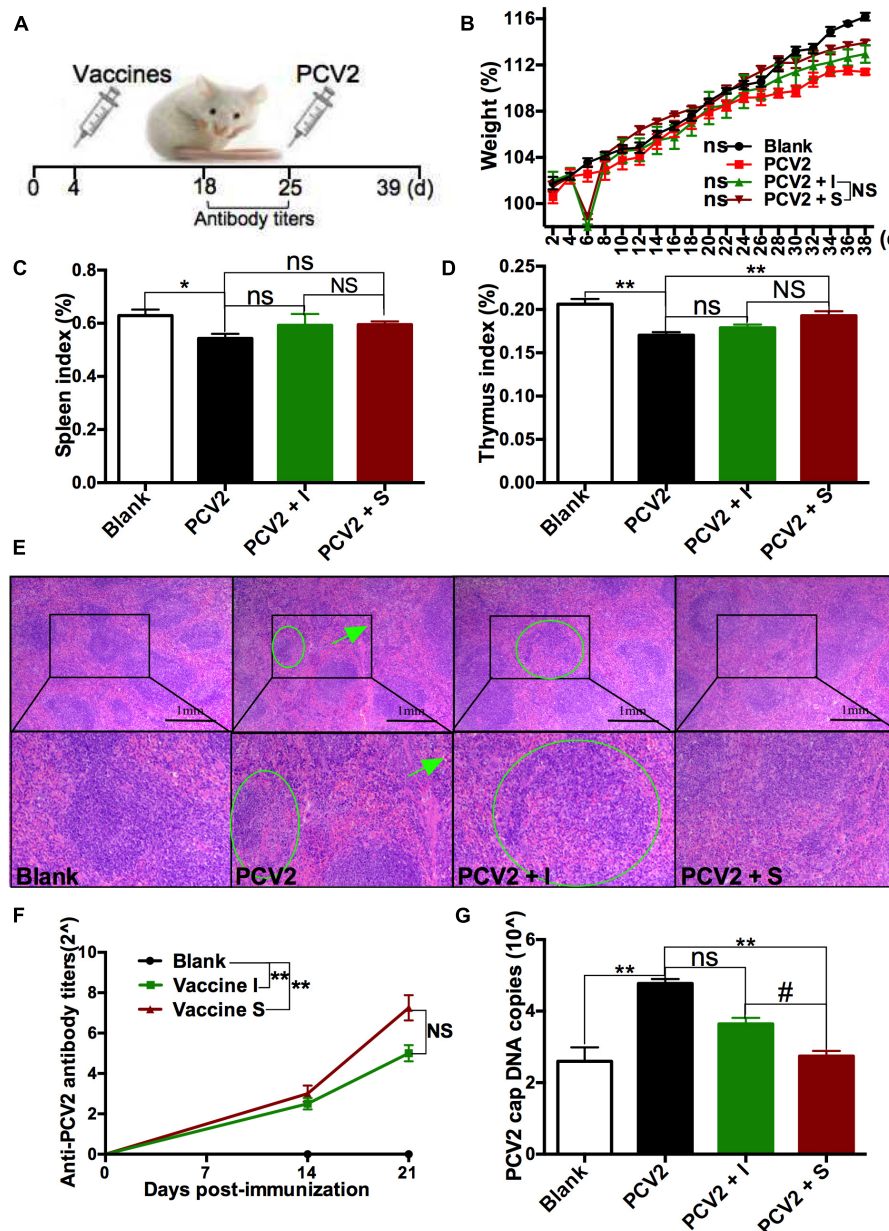 A
Vaccines
PCV2
0
4
18
25
39 (d)
Antibody titers
B
Weight (%)
116
112
108
104
100
ns Blank
PCV2
ns PCV2 + I
ns PCV2 + S
NS
2 4 6 8 10 12 14 16 18 20 22 24 26 28 30 32 34 36 38
C
Spleen index (%)
0.8
0.6
0.4
0.2
0.0
*
ns
NS
ns
Blank
PCV2
PCV2 + I
PCV2 + S
D
Thymus index (%)
0.25
0.20
0.15
0.10
0.05
0.00
**
ns
NS
**
Blank
PCV2
PCV2 + I
PCV2 + S
E
1mm
1mm
1mm
1mm
Blank
PCV2
PCV2 + I
PCV2 + S
F
Anti-PCV2 antibody titers(2^)
10
8
6
4
2
0
Blank
Vaccine I
Vaccine S
**
**
NS
0 7 14 21
Days post-immunization
G
PCV2 cap DNA copies (10^)
6
4
2
0
**
ns
#
**
Blank
PCV2
PCV2 + I
PCV2 + S